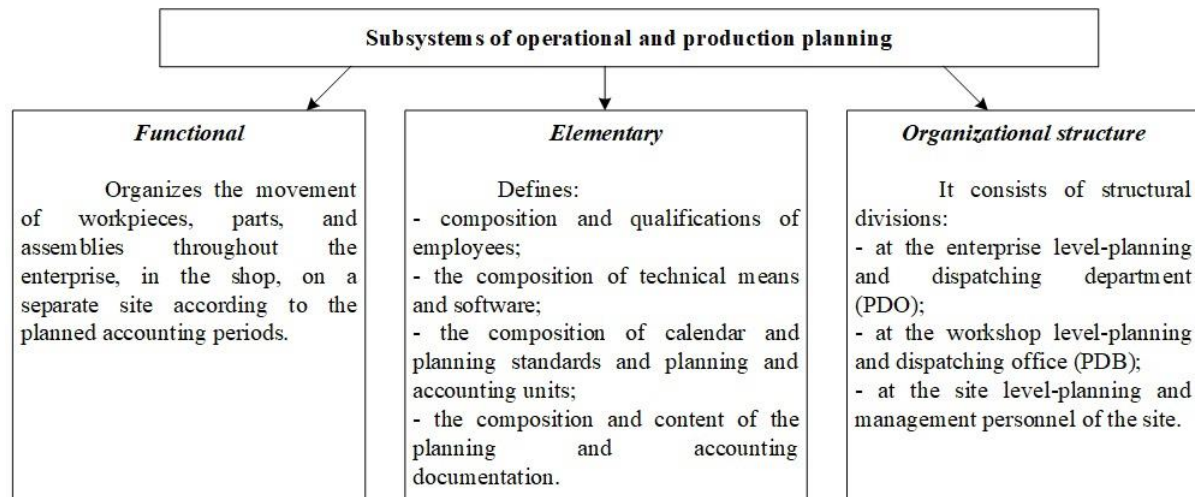 Subsystems of operational and production planning
Functional
Organizes the movement
of workpieces, parts, and
assemblies throughout the
enterprise, in the shop, on a
separate site according to the
planned accounting periods.
Elementary
Defines:
- composition and qualifications of
employees;
- the composition of technical means
and software;
- the composition of calendar and
planning standards and planning and
accounting units;
- the composition and content of the
planning and accounting
documentation.
Organizational structure
It consists of structural
divisions:
- at the enterprise level-planning
and dispatching department
(PDO);
- at the workshop level-planning
and dispatching office (PDB);
- at the site level-planning and
management personnel of the site.